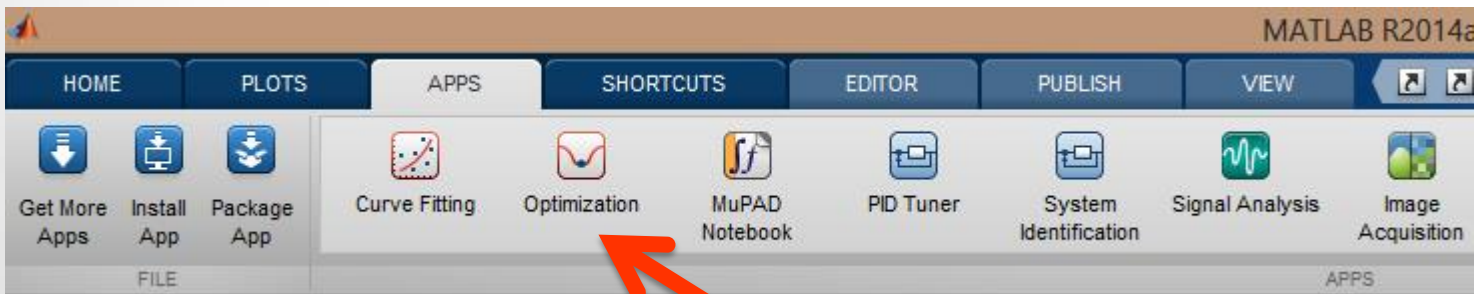 MATLAB R2014a
HOME PLOTS APPS SHORTCUTS EDITOR PUBLISH VIEW
Get More Apps
Install App
Package App
Curve Fitting
Optimization
MuPAD Notebook
PID Tuner
System Identification
Signal Analysis
Image Acquisition
FILE APPS